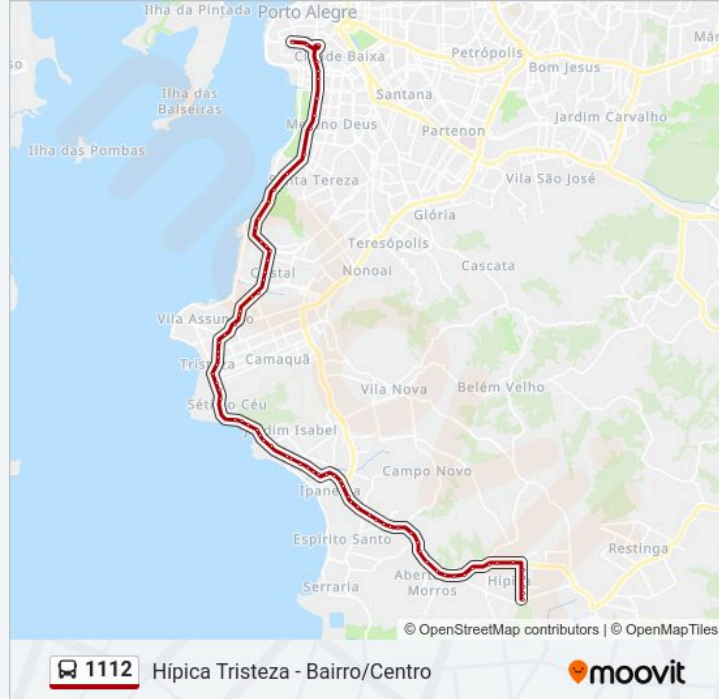 Ilha da Pintada
Porto Alegre
Cidade Baixa
Petrópolis
Bom Jesus
Ilha das
Balseiras
Santana
Menino Deus
Partenon
Jardim Carvalho
Ilha das Pombas
Santa Tereza
Vila São José
Glória
Teresópolis
Cascata
Cristal
Nonoai
Vila Assunção
Tristeza
Camaquã
Vila Nova
Belém Velho
Sétimo Céu
Jardim Isabel
Campo Novo
Ipanema
Espírito Santo
Restinga
Serraria
Aberta
Morros
Hípica
© OpenStreetMap contributors | © OpenMapTiles
1112 Hípica Tristeza - Bairro/Centro
moovit